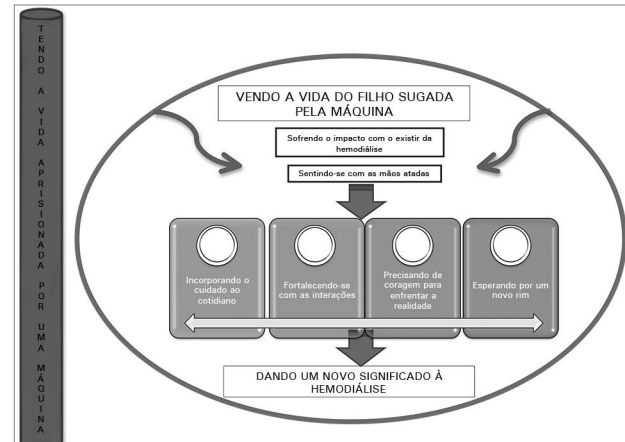 TENDO A VIDA APRISIONADA POR UMA MÁQUINA
VENDO A VIDA DO FILHO SUGADA
PELA MÁQUINA
Sofrendo o impacto com o existir da
hemodiálise
Sentindo-se com as mãos atadas
Incorporando o
cuidado ao
cotidiano
Fortalecendo-se
com as interações
Precisando de
coragem para
enfrentar a
realidade
Esperando por um
novo rim
DANDO UM NOVO SIGNIFICADO À
HEMODIÁLISE